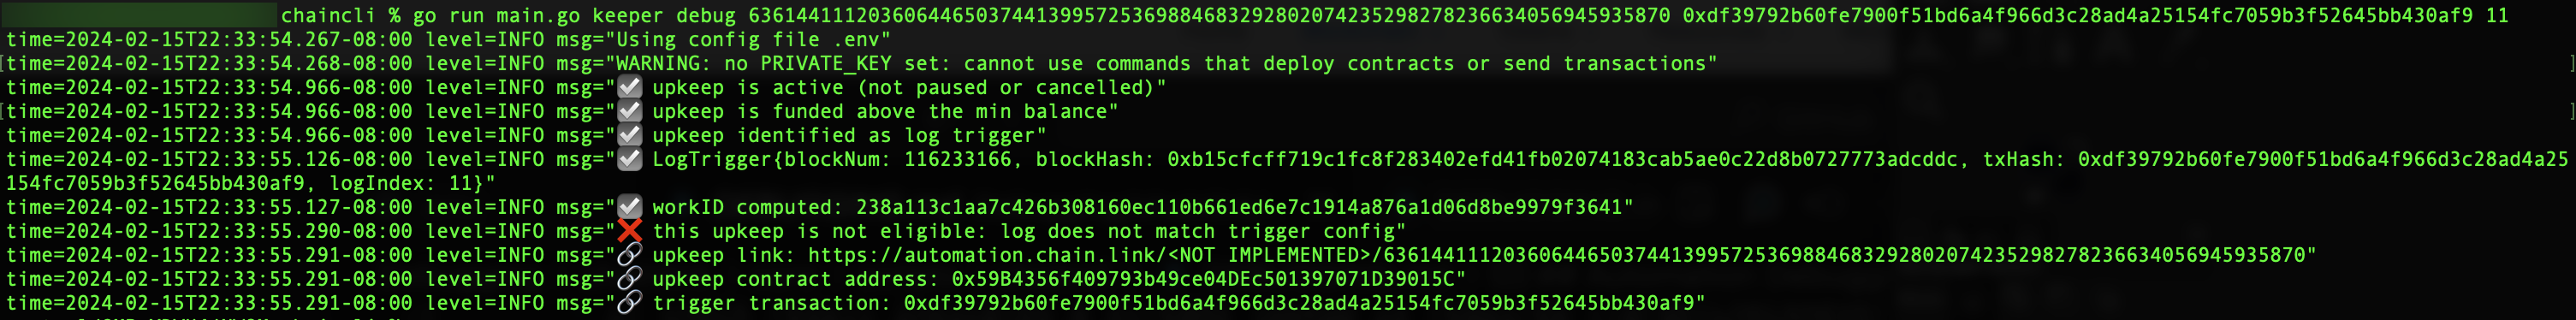 chaincli % go run main.go keeper debug 63614411120360644650374413995725369884683292802074235298278236634056945935870 0xdf39792b60fe7900f51bd6a4f966d3c28ad4a25154fc7059b3f52645bb430af9 11
time=2024-02-15T22:33:54.267-08:00 level=INFO msg="Using config file .env"
[time=2024-02-15T22:33:54.268-08:00 level=INFO msg="WARNING: no PRIVATE_KEY set: cannot use commands that deploy contracts or send transactions" ]
time=2024-02-15T22:33:54.966-08:00 level=INFO msg="✅ upkeep is active (not paused or cancelled)"
[time=2024-02-15T22:33:54.966-08:00 level=INFO msg="✅ upkeep is funded above the min balance" ]
time=2024-02-15T22:33:54.966-08:00 level=INFO msg="✅ upkeep identified as log trigger"
time=2024-02-15T22:33:55.126-08:00 level=INFO msg="✅ LogTrigger{blockNum: 116233166, blockHash: 0xb15cfcff719c1fc8f283402efd41fb02074183cab5ae0c22d8b0727773adcddc, txHash: 0xdf39792b60fe7900f51bd6a4f966d3c28ad4a25
154fc7059b3f52645bb430af9, logIndex: 11}"
time=2024-02-15T22:33:55.127-08:00 level=INFO msg="✅ workID computed: 238a113c1aa7c426b308160ec110b661ed6e7c1914a876a1d06d8be9979f3641"
time=2024-02-15T22:33:55.290-08:00 level=INFO msg="❌ this upkeep is not eligible: log does not match trigger config"
time=2024-02-15T22:33:55.291-08:00 level=INFO msg="🔗 upkeep link: https://automation.chain.link/<NOT IMPLEMENTED>/63614411120360644650374413995725369884683292802074235298278236634056945935870"
time=2024-02-15T22:33:55.291-08:00 level=INFO msg="🔗 upkeep contract address: 0x59B4356f409793b49ce04DEc501397071D39015C"
time=2024-02-15T22:33:55.291-08:00 level=INFO msg="🔗 trigger transaction: 0xdf39792b60fe7900f51bd6a4f966d3c28ad4a25154fc7059b3f52645bb430af9"